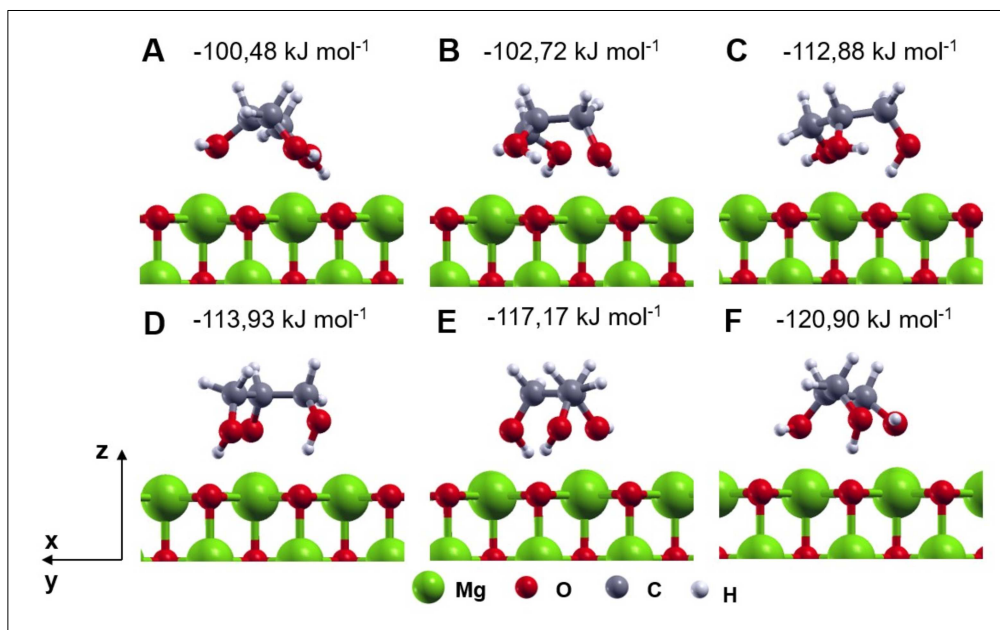 A -100,48 kJ mol⁻¹
B -102,72 kJ mol⁻¹
C -112,88 kJ mol⁻¹
D -113,93 kJ mol⁻¹
E -117,17 kJ mol⁻¹
F -120,90 kJ mol⁻¹
z
x
y
Mg O C H